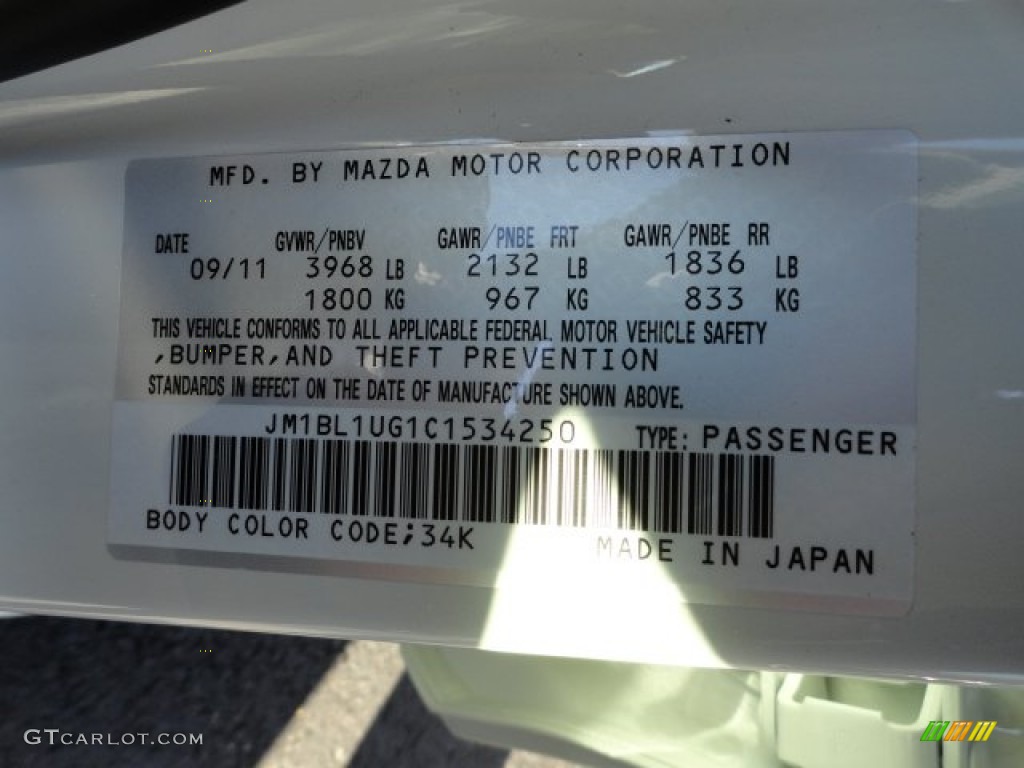 MFD. BY MAZDA MOTOR CORPORATION
DATE GVWR/PNBV GAWR/PNBE FRT GAWR/PNBE RR
09/11 3968 LB 2132 LB 1836 LB
1800 KG 967 KG 833 KG
THIS VEHICLE CONFORMS TO ALL APPLICABLE FEDERAL MOTOR VEHICLE SAFETY
,BUMPER,AND THEFT PREVENTION
STANDARDS IN EFFECT ON THE DATE OF MANUFACTURE SHOWN ABOVE.
JM1BL1UG1C1534250 TYPE: PASSENGER
BODY COLOR CODE;34K MADE IN JAPAN
GTCARLOT.COM